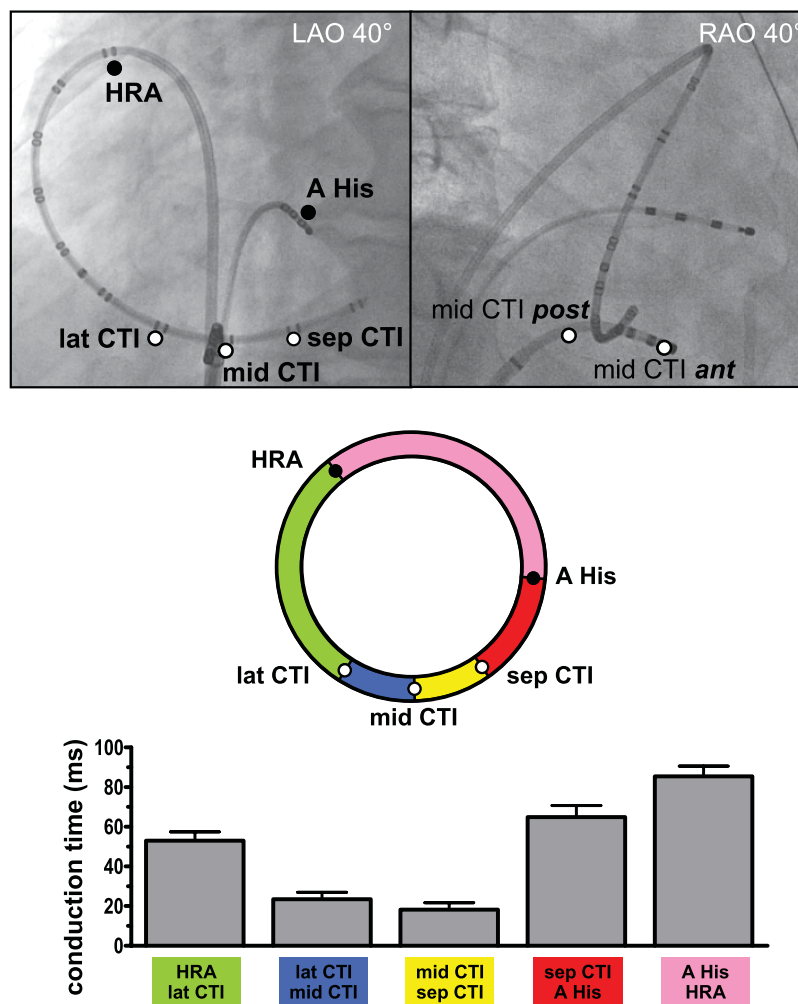 LAO 40°
HRA
A His
lat CTI
sep CTI
mid CTI
RAO 40°
mid CTI post
mid CTI ant
HRA
A His
lat CTI
sep CTI
mid CTI
conduction time (ms)
100
80
60
40
20
0
HRA
lat CTI
lat CTI
mid CTI
mid CTI
sep CTI
sep CTI
A His
A His
HRA